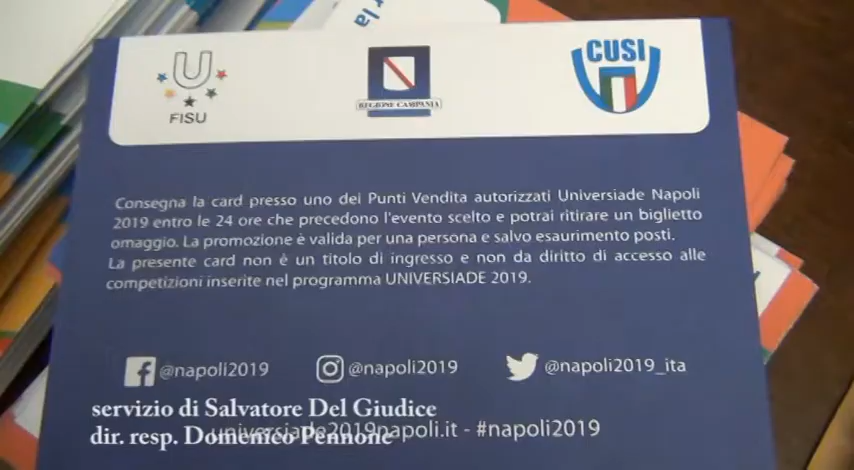 U
FISU
REGIONE CAMPANIA
CUSI
Consegna la card presso uno dei Punti Vendita autorizzati Universiade Napoli
2019 entro le 24 ore che precedono l'evento scelto e potrai ritirare un biglietto
omaggio. La promozione è valida per una persona e salvo esaurimento posti.
La presente card non è un titolo di ingresso e non da diritto di accesso alle
competizioni inserite nel programma UNIVERSIADE 2019.
@napoli2019 @napoli2019 @napoli2019_ita
servizio di Salvatore Del Giudice
universiade2019napoli.it - #napoli2019
dir. resp. Domenico Pennone